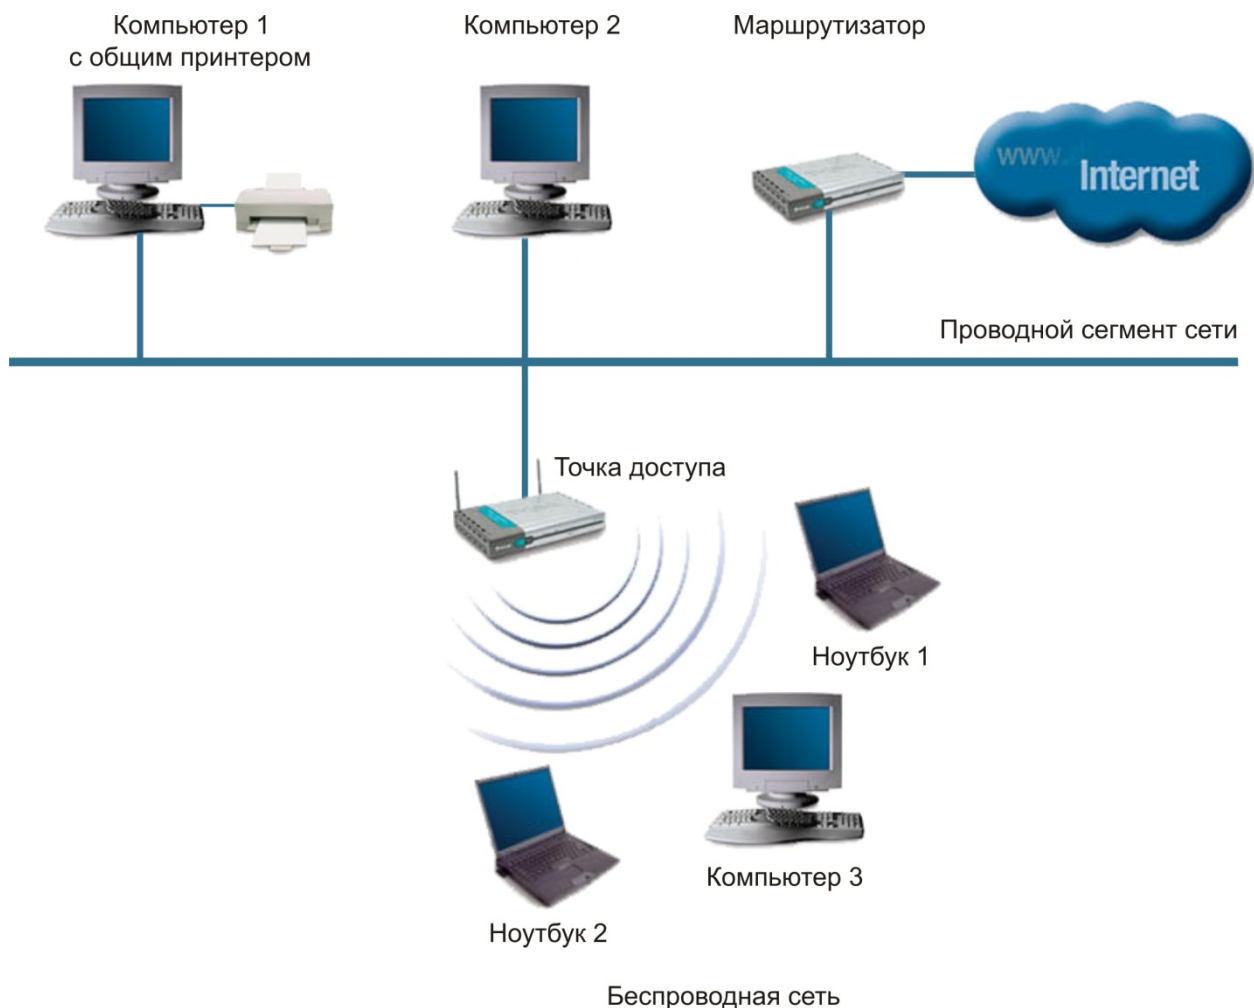 Компьютер 1
с общим принтером
Компьютер 2
Маршрутизатор
www.
Internet
Проводной сегмент сети
Точка доступа
Ноутбук 1
Компьютер 3
Ноутбук 2
Беспроводная сеть